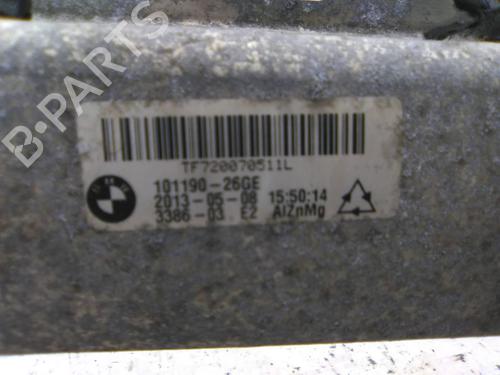 B-PARTS
TF720070511L
101190-26GE
2013-05-08 15:50:14
3386-03 E2 AlZnMg